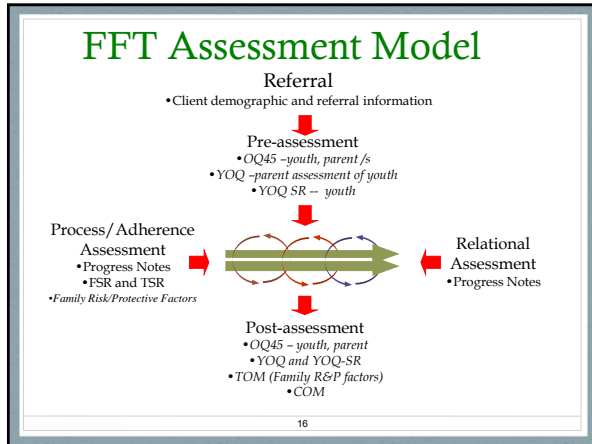 FFT Assessment Model
Referral
•Client demographic and referral information
Pre-assessment
•OQ45 –youth, parent /s
•YOQ –parent assessment of youth
•YOQ SR -- youth
Process/Adherence
Assessment
•Progress Notes
•FSR and TSR
•Family Risk/Protective Factors
Relational
Assessment
•Progress Notes
Post-assessment
•OQ45 – youth, parent
•YOQ and YOQ-SR
•TOM (Family R&P factors)
•COM
16